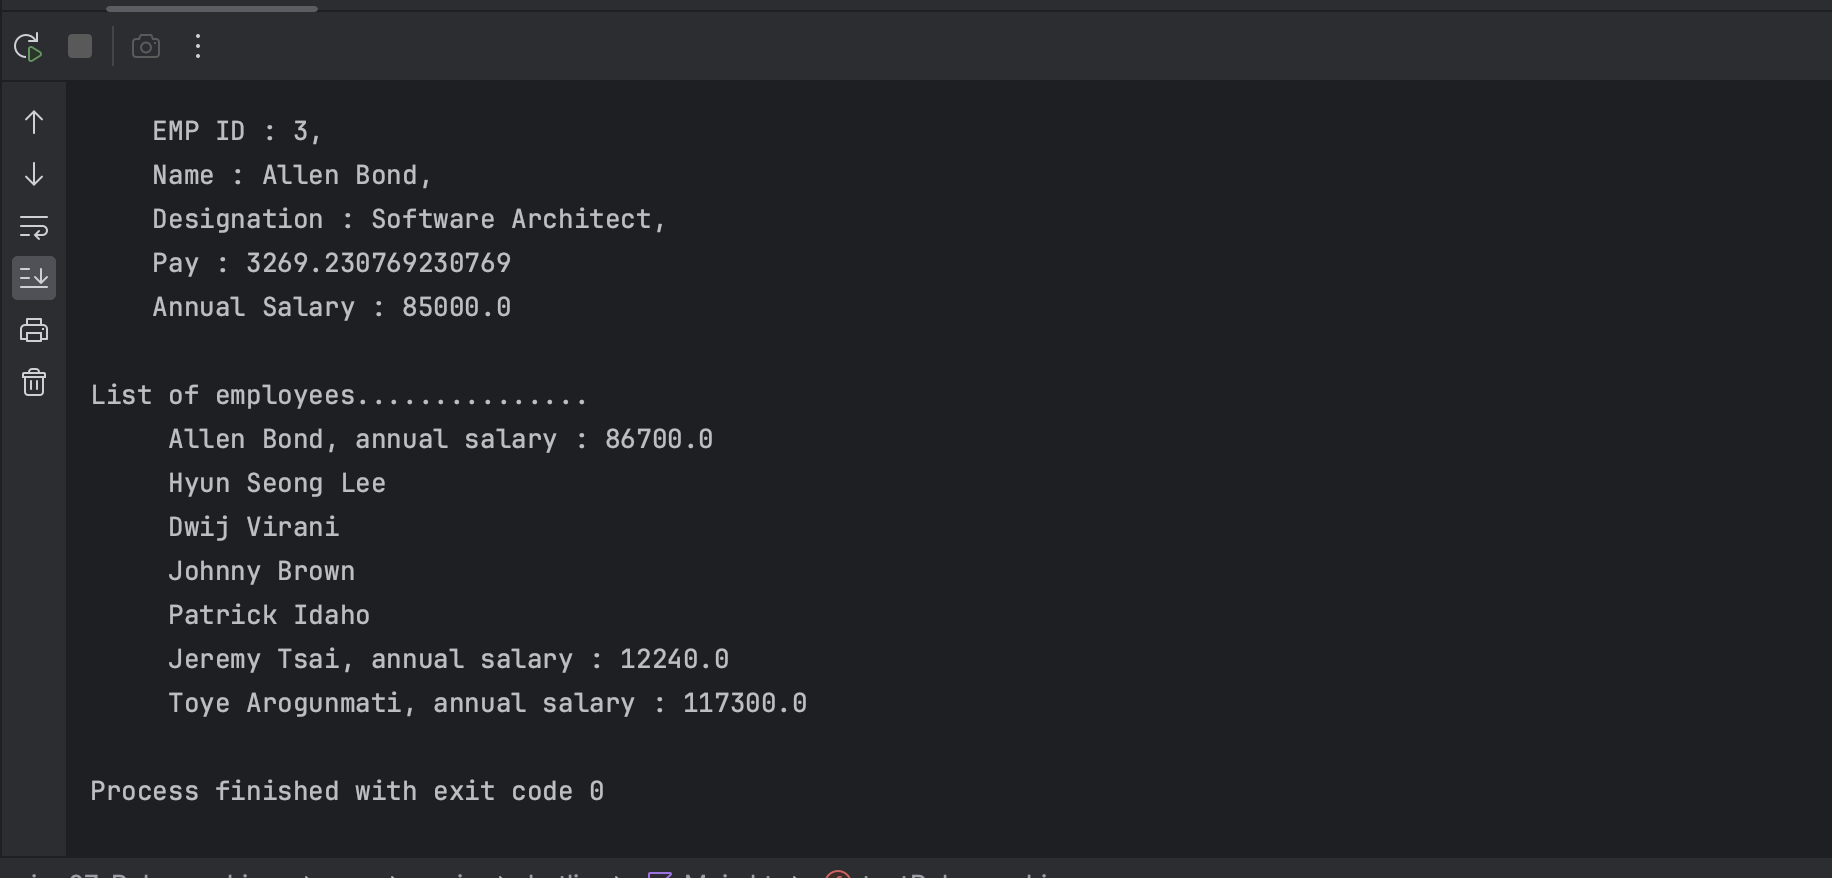 EMP ID : 3,
Name : Allen Bond,
Designation : Software Architect,
Pay : 3269.230769230769
Annual Salary : 85000.0
List of employees...............
Allen Bond, annual salary : 86700.0
Hyun Seong Lee
Dwij Virani
Johnny Brown
Patrick Idaho
Jeremy Tsai, annual salary : 12240.0
Toye Arogunmati, annual salary : 117300.0
Process finished with exit code 0